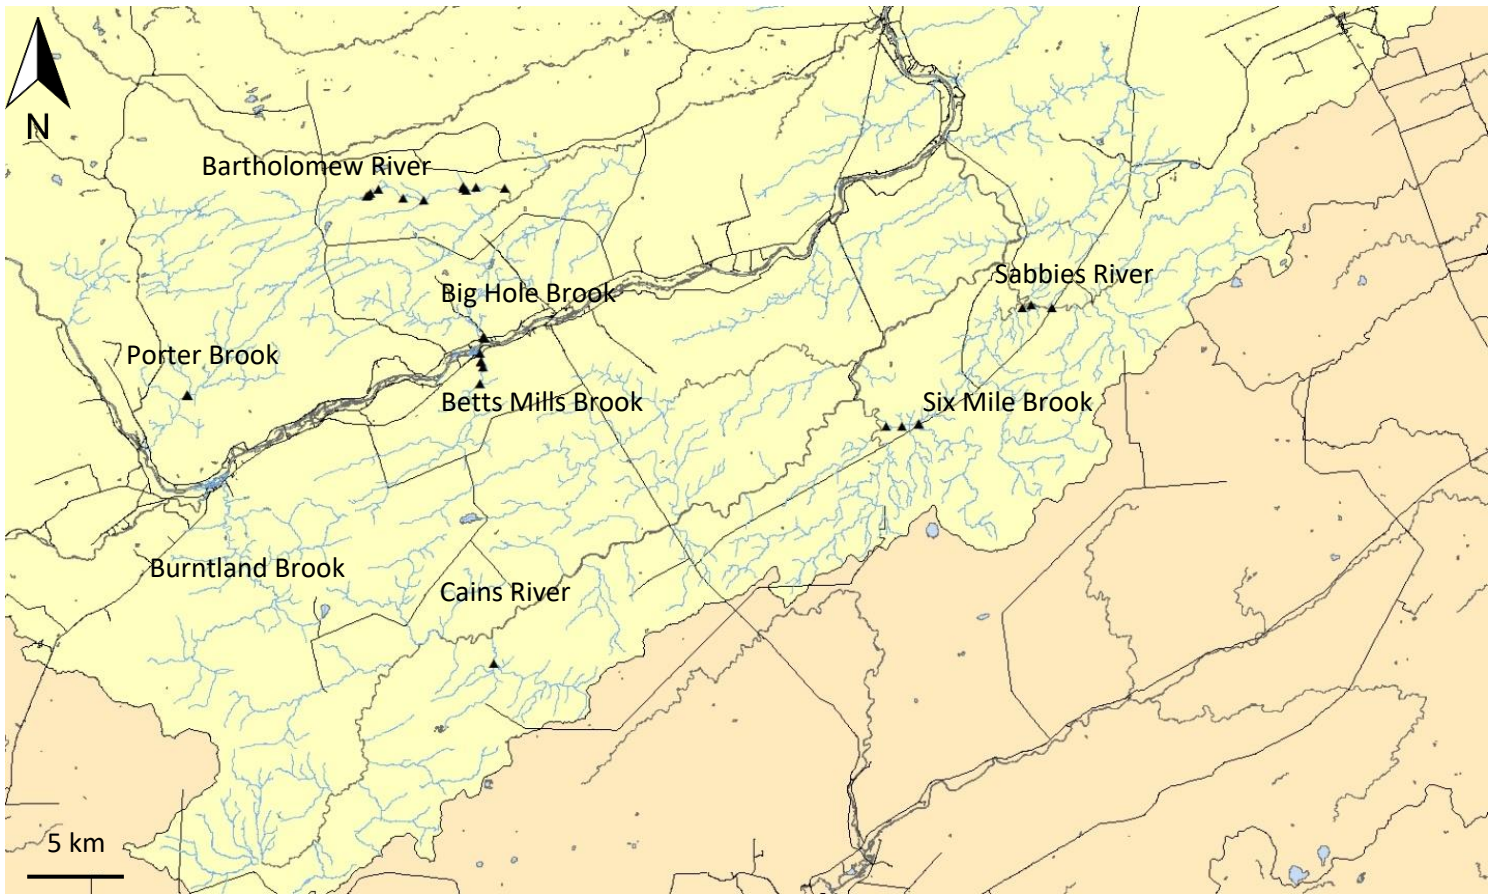 N
Bartholomew River
Sabbies River
Big Hole Brook
Porter Brook
Betts Mills Brook
Six Mile Brook
Burntland Brook
Cains River
5 km